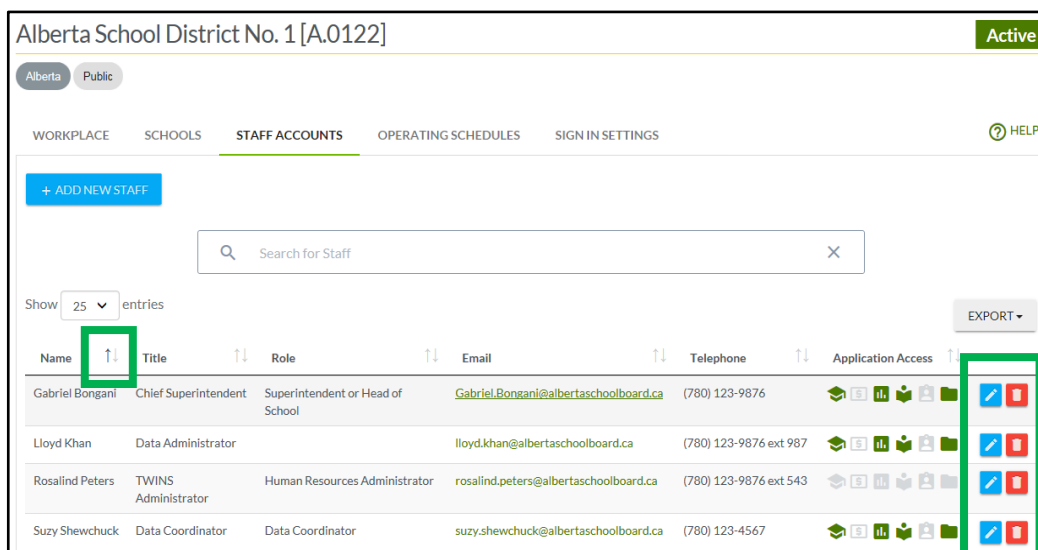 Alberta School District No. 1 [A.0122]
Active
Alberta Public
WORKPLACE SCHOOLS STAFF ACCOUNTS OPERATING SCHEDULES SIGN IN SETTINGS
? HELP
+ ADD NEW STAFF
Search for Staff
Show 25 entries
EXPORT
Name Title Role Email Telephone Application Access
Gabriel Bongani Chief Superintendent Superintendent or Head of Gabriel.Bongani@albertaschoolboard.ca (780) 123-9876
School
Lloyd Khan Data Administrator lloyd.khan@albertaschoolboard.ca (780) 123-9876 ext 987
Rosalind Peters TWINS Human Resources Administrator rosalind.peters@albertaschoolboard.ca (780) 123-9876 ext 543
Administrator
Suzy Shewchuck Data Coordinator Data Coordinator suzy.shewchuck@albertaschoolboard.ca (780) 123-4567